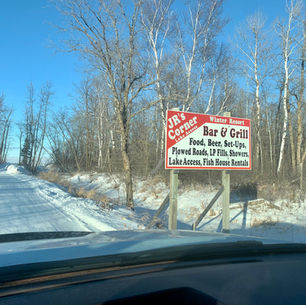 JR's
Corner
Winter Resort
Bar & Grill
Food, Beer, Set-Ups,
Plowed Roads, LP Fills, Showers,
Lake Access, Fish House Rentals